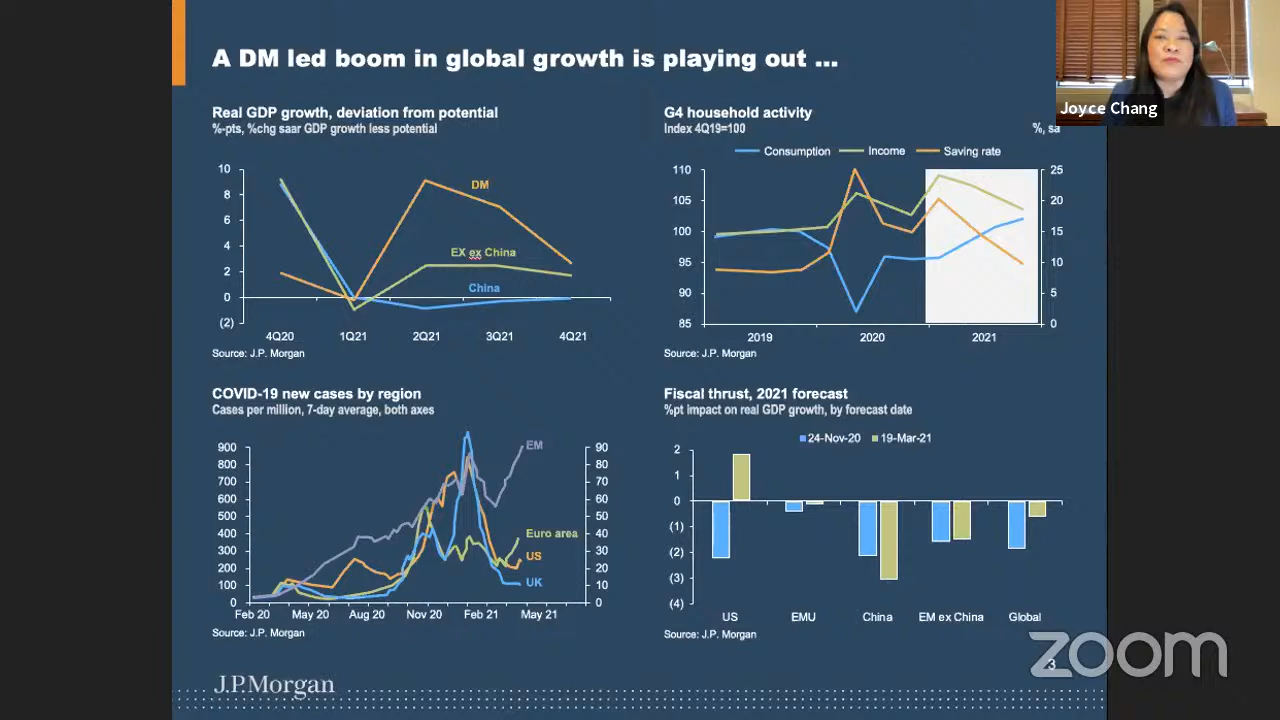 A DM led boom in global growth is playing out ...
Joyce Chang
Real GDP growth, deviation from potential
%-pts, %chg saar GDP growth less potential
10
8
6
4
2
0
(2)
DM
EX ex China
China
4Q20 1Q21 2Q21 3Q21 4Q21
Source: J.P. Morgan
G4 household activity
Index 4Q19=100
%, sa
Consumption Income Saving rate
110
105
100
95
90
85
25
20
15
10
5
0
2019 2020 2021
Source: J.P. Morgan
COVID-19 new cases by region
Cases per million, 7-day average, both axes
900
800
700
600
500
400
300
200
100
0
90
80
70
60
50
40
30
20
10
0
EM
Euro area
US
UK
Feb 20 May 20 Aug 20 Nov 20 Feb 21 May 21
Source: J.P. Morgan
Fiscal thrust, 2021 forecast
%pt impact on real GDP growth, by forecast date
24-Nov-20 19-Mar-21
2
1
0
(1)
(2)
(3)
(4)
US EMU China EM ex China Global
Source: J.P. Morgan
J.P.Morgan
3
zoom